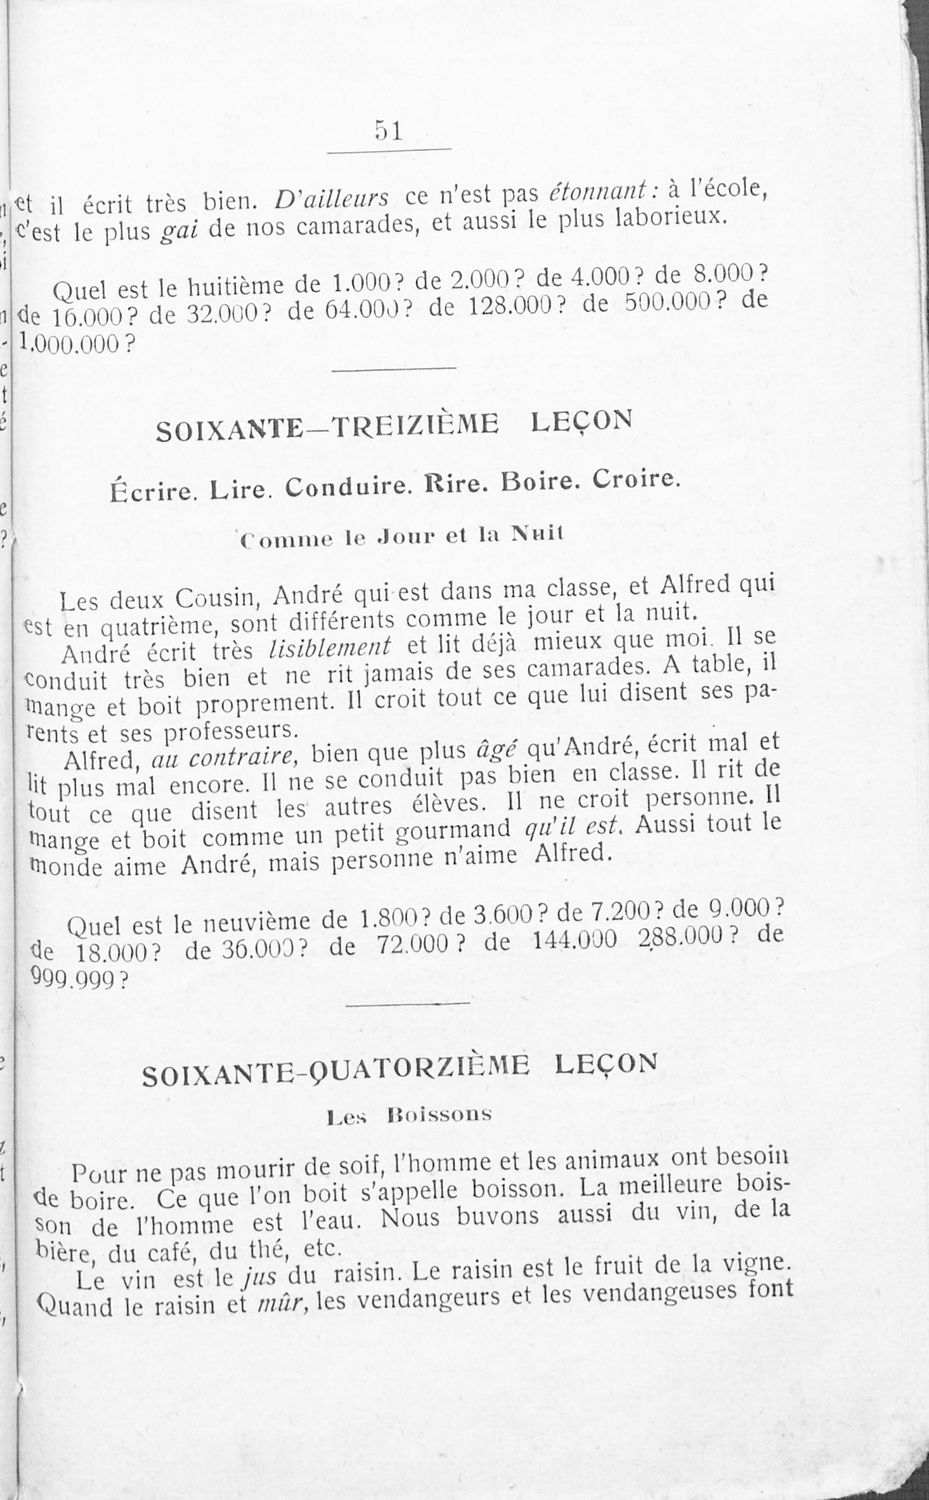 51
et il écrit très bien. D'ailleurs ce n'est pas étonnant: à l'école,
c'est le plus gai de nos camarades, et aussi le plus laborieux.
Quel est le huitième de 1.000? de 2.000? de 4.000? de 8.000?
de 16.000? de 32.000? de 64.000? de 128.000? de 500.000? de
1.000.000?
SOIXANTE—TREIZIÈME LEÇON
Écrire. Lire. Conduire. Rire. Boire. Croire.
Comme le Jour et la Nuit
Les deux Cousin, André qui est dans ma classe, et Alfred qui
est en quatrième, sont différents comme le jour et la nuit.
André écrit très lisiblement et lit déjà mieux que moi. Il se
conduit très bien et ne rit jamais de ses camarades. A table, il
mange et boit proprement. Il croit tout ce que lui disent ses pa-
rents et ses professeurs.
Alfred, au contraire, bien que plus âgé qu'André, écrit mal et
lit plus mal encore. Il ne se conduit pas bien en classe. Il rit de
tout ce que disent les autres élèves. Il ne croit personne. Il
mange et boit comme un petit gourmand qu'il est. Aussi tout le
monde aime André, mais personne n'aime Alfred.
Quel est le neuvième de 1.800? de 3.600? de 7.200? de 9.000?
de 18.000? de 36.000? de 72.000? de 144.000 288.000? de
999.999?
SOIXANTE-QUATORZIÈME LEÇON
Les Boissons
Pour ne pas mourir de soif, l'homme et les animaux ont besoin
de boire. Ce que l'on boit s'appelle boisson. La meilleure bois-
son de l'homme est l'eau. Nous buvons aussi du vin, de la
bière, du café, du thé, etc.
Le vin est le jus du raisin. Le raisin est le fruit de la vigne.
Quand le raisin et mûr, les vendangeurs et les vendangeuses font